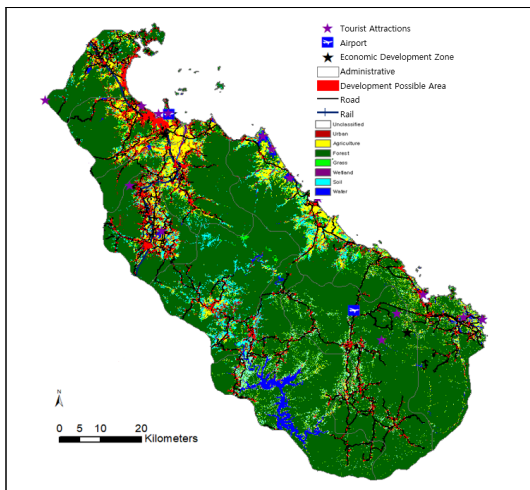 Tourist Attractions
Airport
Economic Development Zone
Administrative
Development Possible Area
Road
Rail
Unclassified
Urban
Agriculture
Forest
Grass
Wetland
Soil
Water
N
0 5 10 20
Kilometers